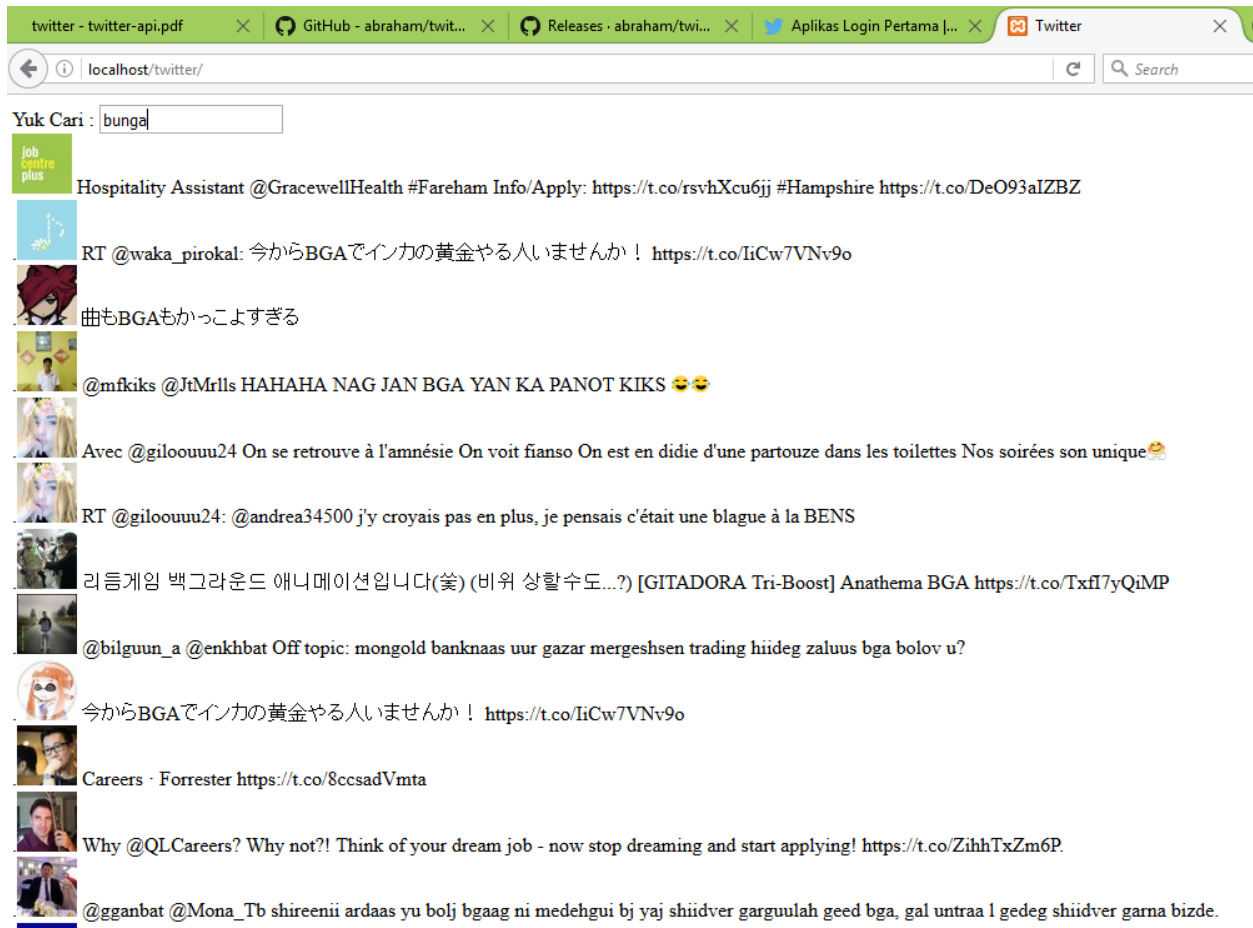 twitter - twitter-api.pdf
GitHub - abraham/twit...
Releases · abraham/twi...
Aplikas Login Pertama |...
Twitter
localhost/twitter/
Search
Yuk Cari : bunga
job
centre
plus
Hospitality Assistant @GracewellHealth #Fareham Info/Apply: https://t.co/rsvhXcu6jj #Hampshire https://t.co/DeO93aIZBZ
. RT @waka_pirokal: 今からBGAでインカの黄金やる人いませんか！ https://t.co/IiCw7VNv9o
. 曲もBGAもかっこよすぎる
. @mfkiks @JtMrlls HAHAHA NAG JAN BGA YAN KA PANOT KIKS 😂😂
. Avec @giloouuu24 On se retrouve à l'amnésie On voit fianso On est en didie d'une partouze dans les toilettes Nos soirées son unique🤗
. RT @giloouuu24: @andrea34500 j'y croyais pas en plus, je pensais c'était une blague à la BENS
. 리듬게임 백그라운드 애니메이션입니다(쑻) (비위 상할수도...?) [GITADORA Tri-Boost] Anathema BGA https://t.co/TxfI7yQiMP
. @bilguun_a @enkhbat Off topic: mongold banknaas uur gazar mergeshsen trading hiideg zaluus bga bolov u?
. 今からBGAでインカの黄金やる人いませんか！ https://t.co/IiCw7VNv9o
. Careers · Forrester https://t.co/8ccsadVmta
. Why @QLCareers? Why not?! Think of your dream job - now stop dreaming and start applying! https://t.co/ZihhTxZm6P.
. @gganbat @Mona_Tb shireenii ardaas yu bolj bgaag ni medehgui bj yaj shiidver garguulah geed bga, gal untraa l gedeg shiidver garna bizde.